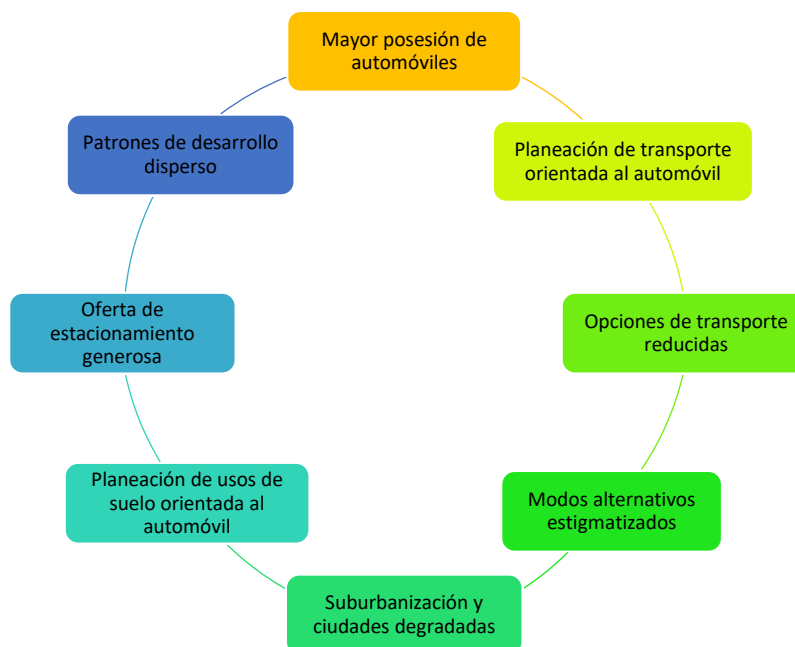 Mayor posesión de
automóviles
Planeación de transporte
orientada al automóvil
Opciones de transporte
reducidas
Modos alternativos
estigmatizados
Suburbanización y
ciudades degradadas
Planeación de usos de
suelo orientada al
automóvil
Oferta de
estacionamiento
generosa
Patrones de desarrollo
disperso